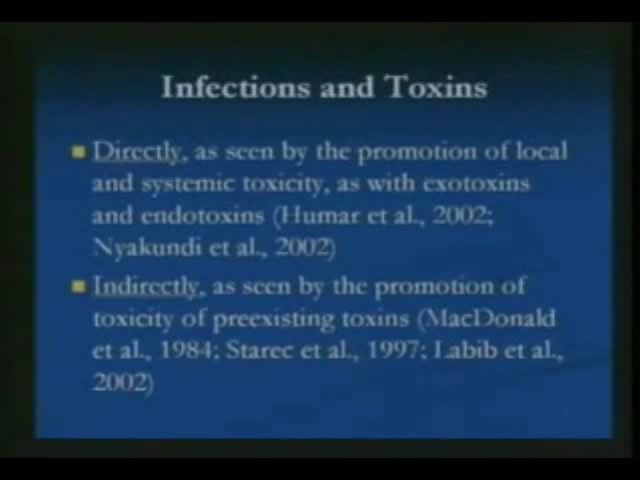 Infections and Toxins
Directly, as seen by the promotion of local
and systemic toxicity, as with exotoxins
and endotoxins (Humar et al., 2002;
Nyakundi et al., 2002)
Indirectly, as seen by the promotion of
toxicity of preexisting toxins (MacDonald
et al., 1984; Starec et al., 1997; Labib et al.,
2002)